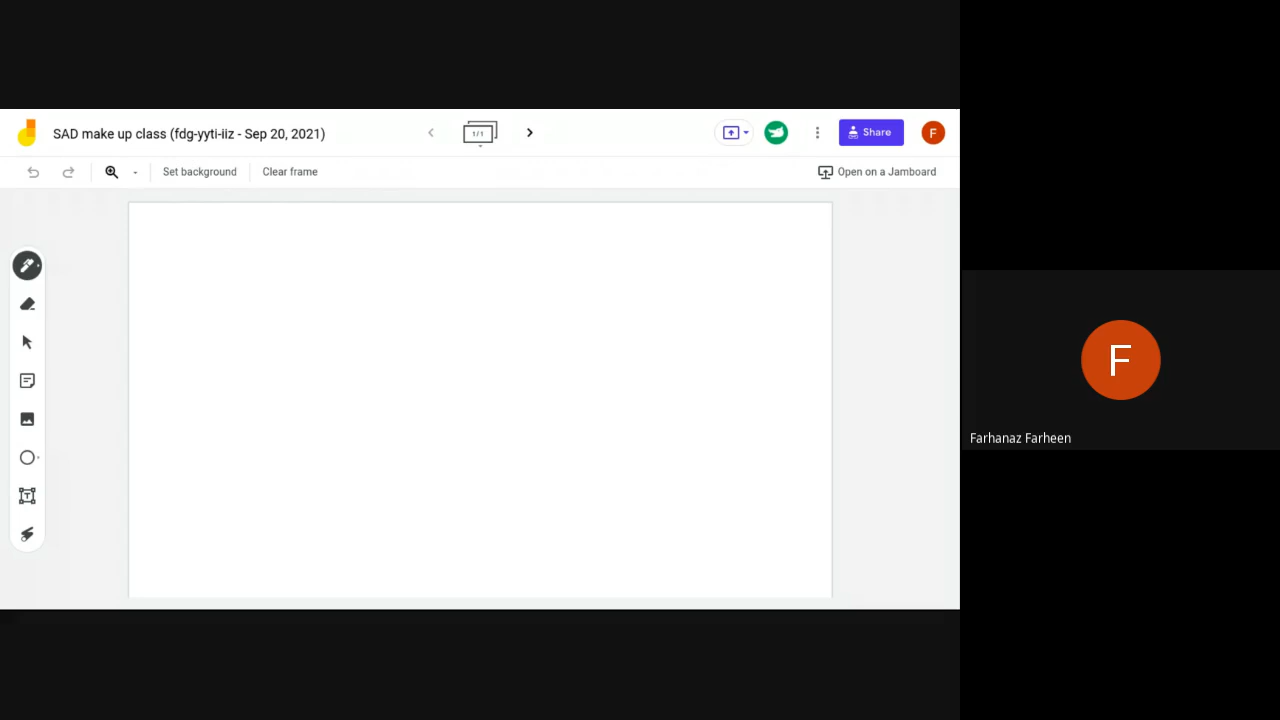 SAD make up class (fdg-yyti-iiz - Sep 20, 2021)
1/1
Share
F
Set background
Clear frame
Open on a Jamboard
F
Farhanaz Farheen